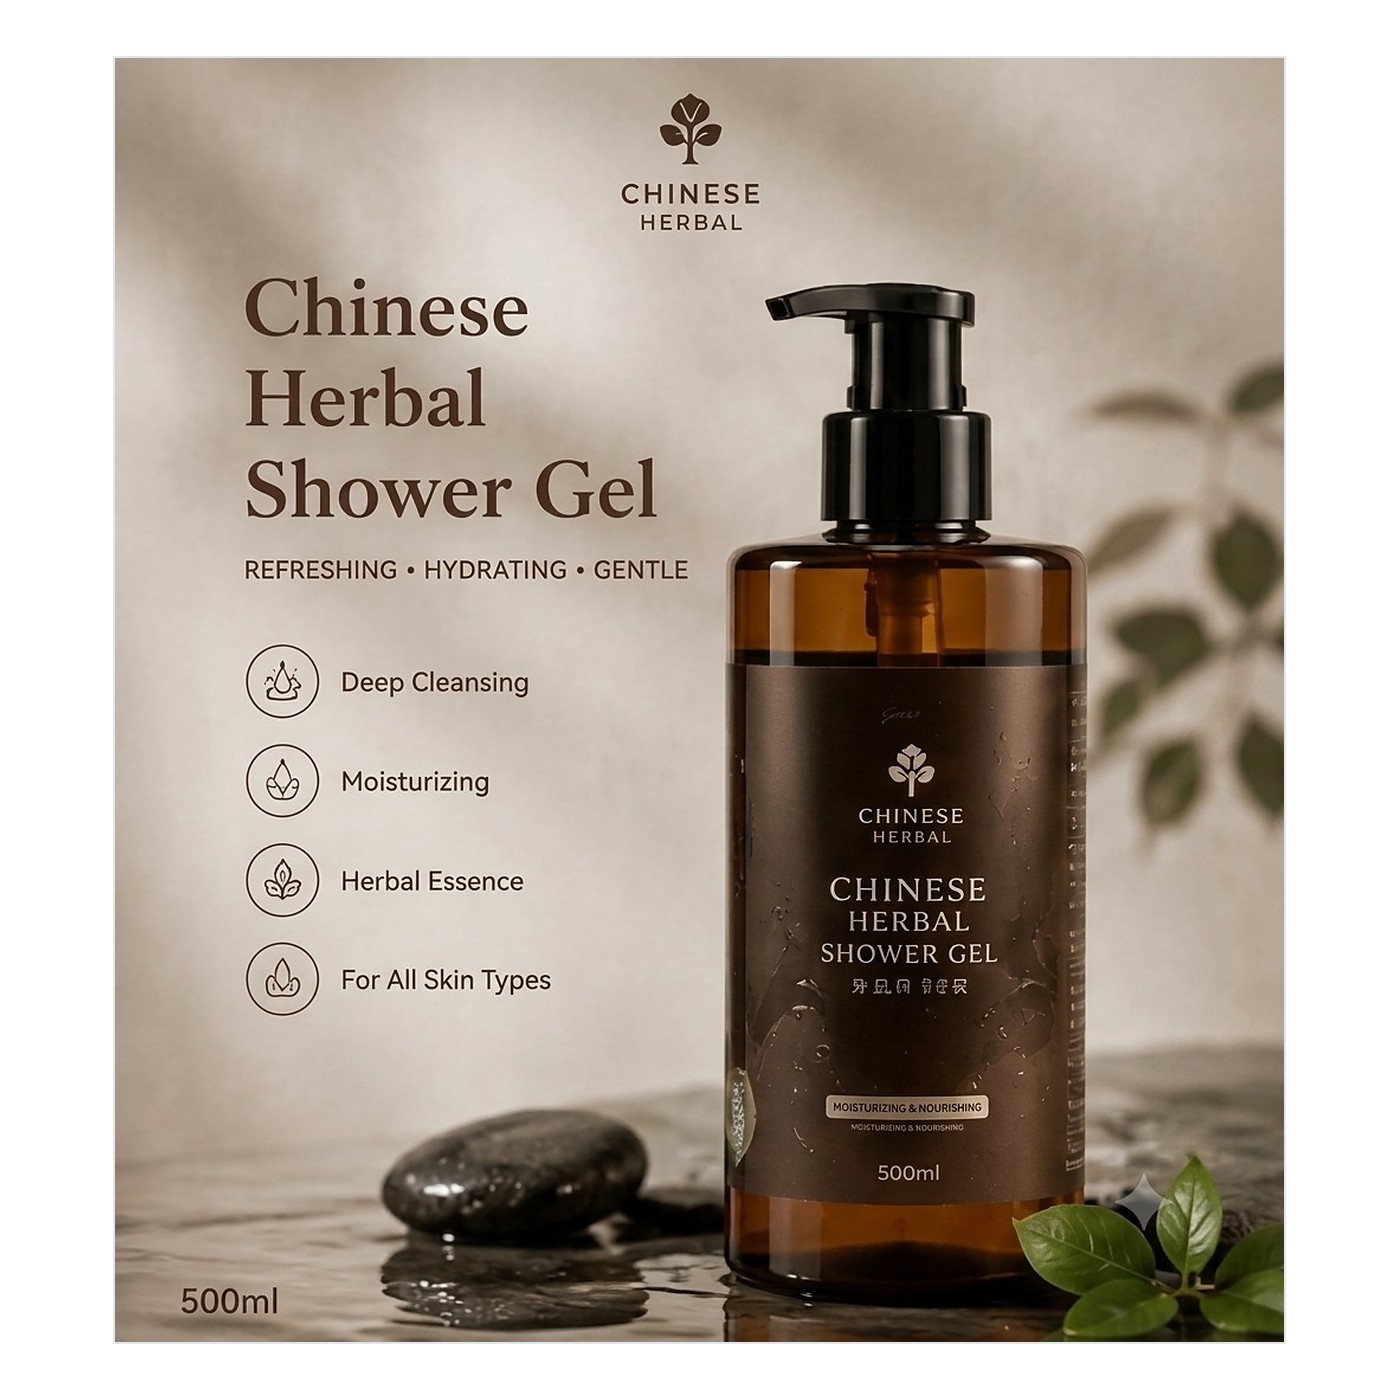 CHINESE
HERBAL
Chinese
Herbal
Shower Gel
REFRESHING • HYDRATING • GENTLE
Deep Cleansing
Moisturizing
Herbal Essence
For All Skin Types
500ml
CHINESE
HERBAL
CHINESE
HERBAL
SHOWER GEL
MOISTURIZING & NOURISHING
500ml